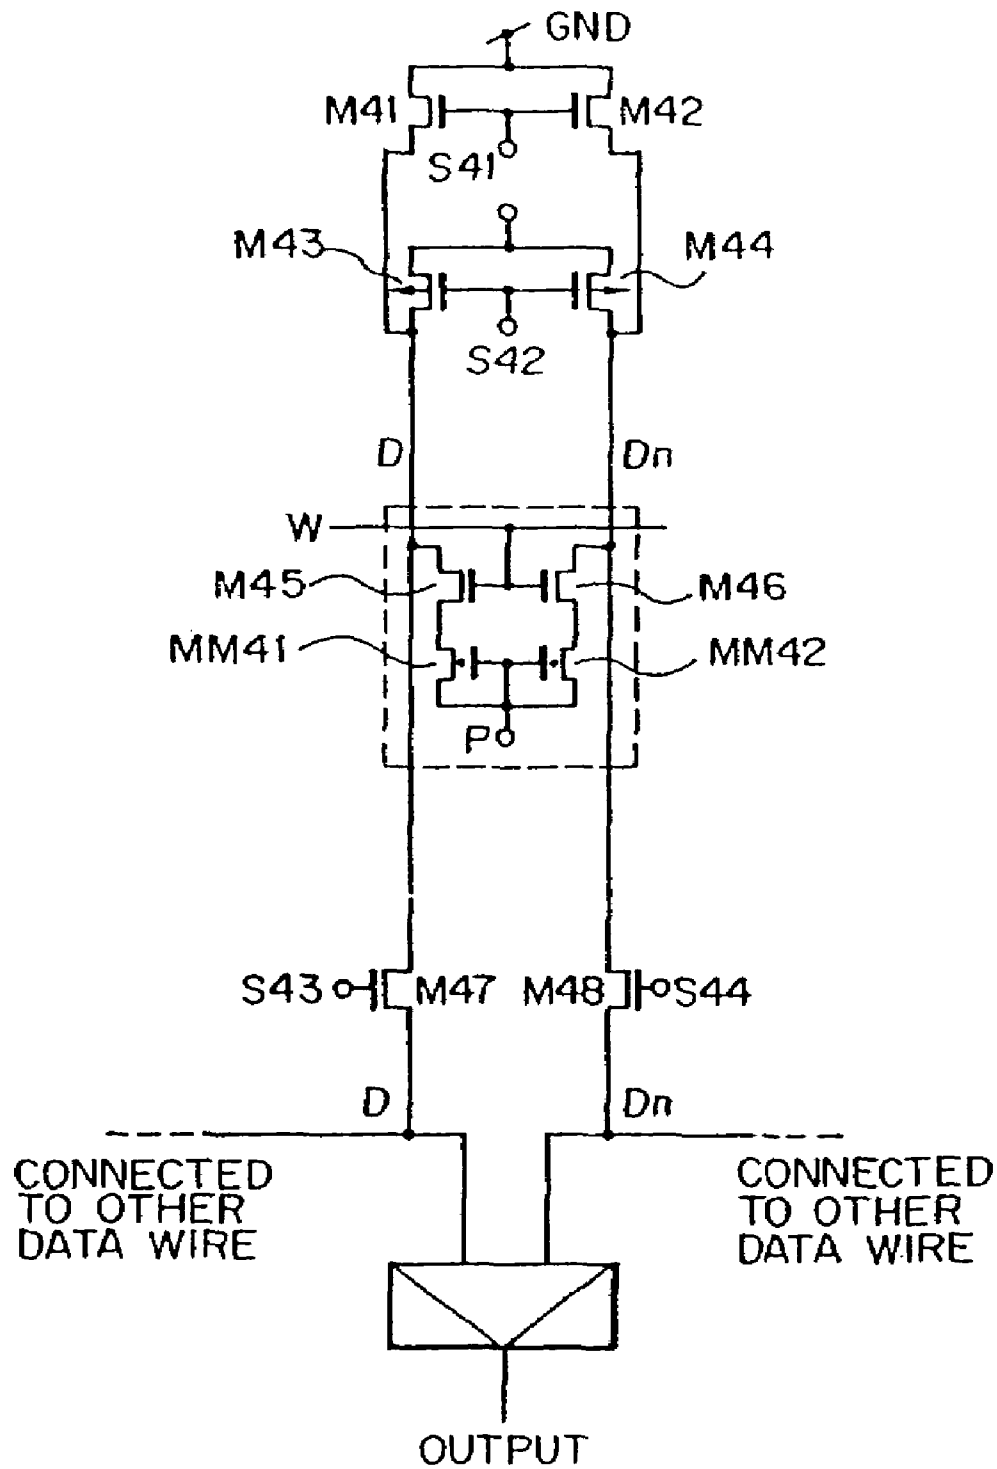 GND
M41
M42
S41
M43
M44
S42
D
Dn
W
M45
M46
MM41
MM42
P
S43
M47
M48
S44
D
Dn
CONNECTED
TO OTHER
DATA WIRE
CONNECTED
TO OTHER
DATA WIRE
OUTPUT